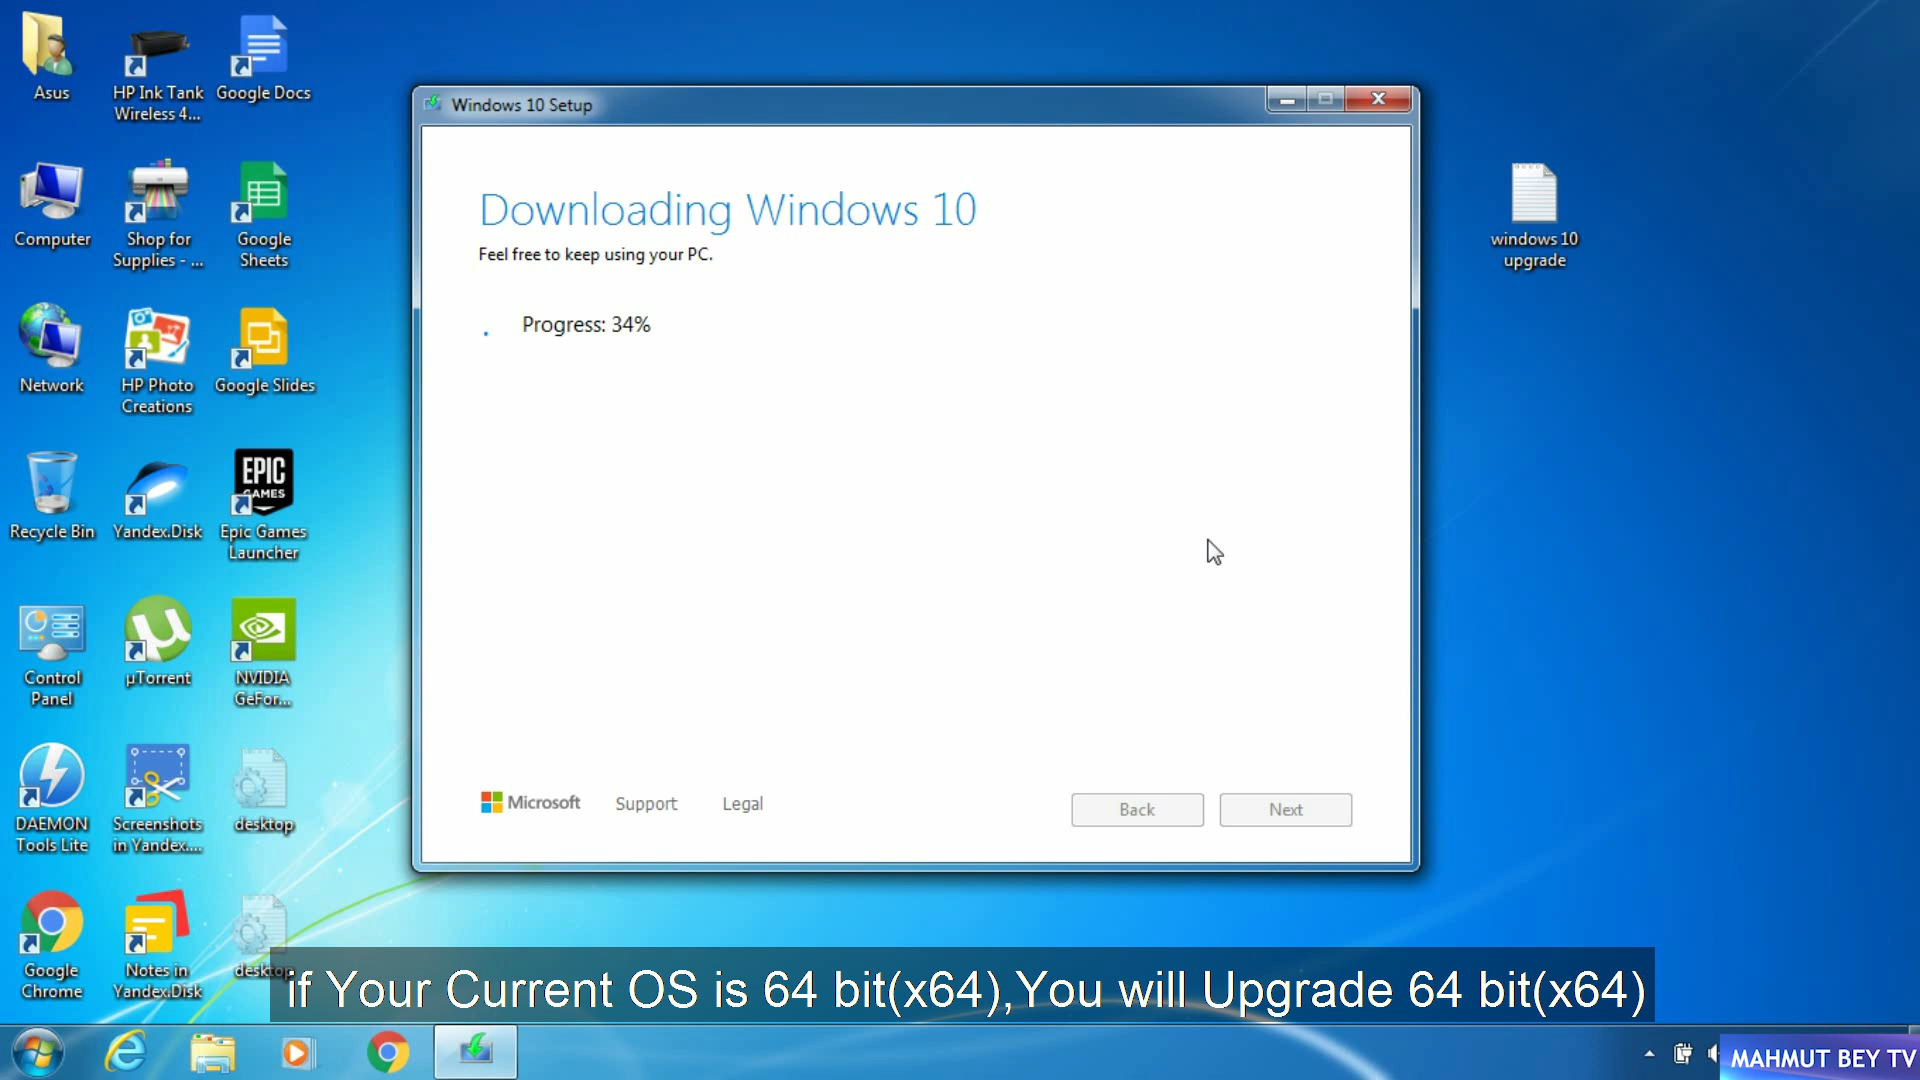 Asus
HP Ink Tank
Wireless 4...
Google Docs
Computer
Shop for
Supplies - ...
Google
Sheets
Network
HP Photo
Creations
Google Slides
Recycle Bin
Yandex.Disk
EPIC
GAMES
Epic Games
Launcher
Control
Panel
µTorrent
NVIDIA
GeFor...
DAEMON
Tools Lite
Screenshots
in Yandex....
desktop
Google
Chrome
Notes in
Yandex.Disk
desktop
Windows 10 Setup
Downloading Windows 10
Feel free to keep using your PC.
Progress: 34%
Microsoft
Support
Legal
Back
Next
windows 10
upgrade
if Your Current OS is 64 bit(x64),You will Upgrade 64 bit(x64)
MAHMUT BEY TV